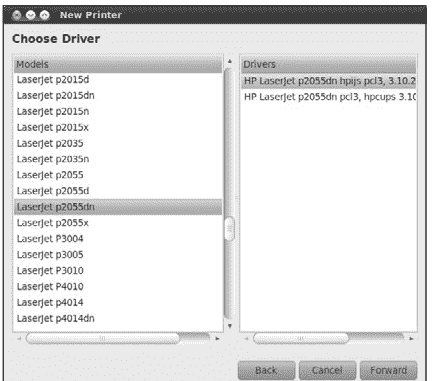 New Printer
Choose Driver
Models
LaserJet p2015d
LaserJet p2015dn
LaserJet p2015n
LaserJet p2015x
LaserJet p2035
LaserJet p2035n
LaserJet p2055
LaserJet p2055d
LaserJet p2055dn
LaserJet p2055x
LaserJet P3004
LaserJet p3005
LaserJet P3010
LaserJet P4010
LaserJet p4014
LaserJet p4014dn
Drivers
HP LaserJet p2055dn hpijs pcl3, 3.10.2
HP LaserJet p2055dn pcl3, hpcups 3.10
Back Cancel Forward